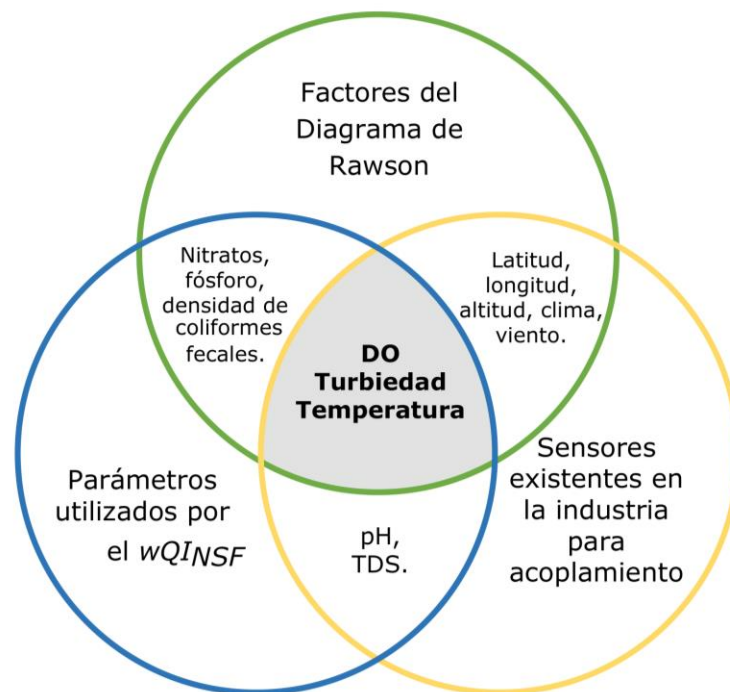 Factores del
Diagrama de
Rawson
Nitratos,
fósforo,
densidad de
coliformes
fecales.
Latitud,
longitud,
altitud, clima,
viento.
DO
Turbiedad
Temperatura
Parámetros
utilizados por
el wQI_NSF
Sensores
existentes en
la industria
para
acoplamiento
pH,
TDS.